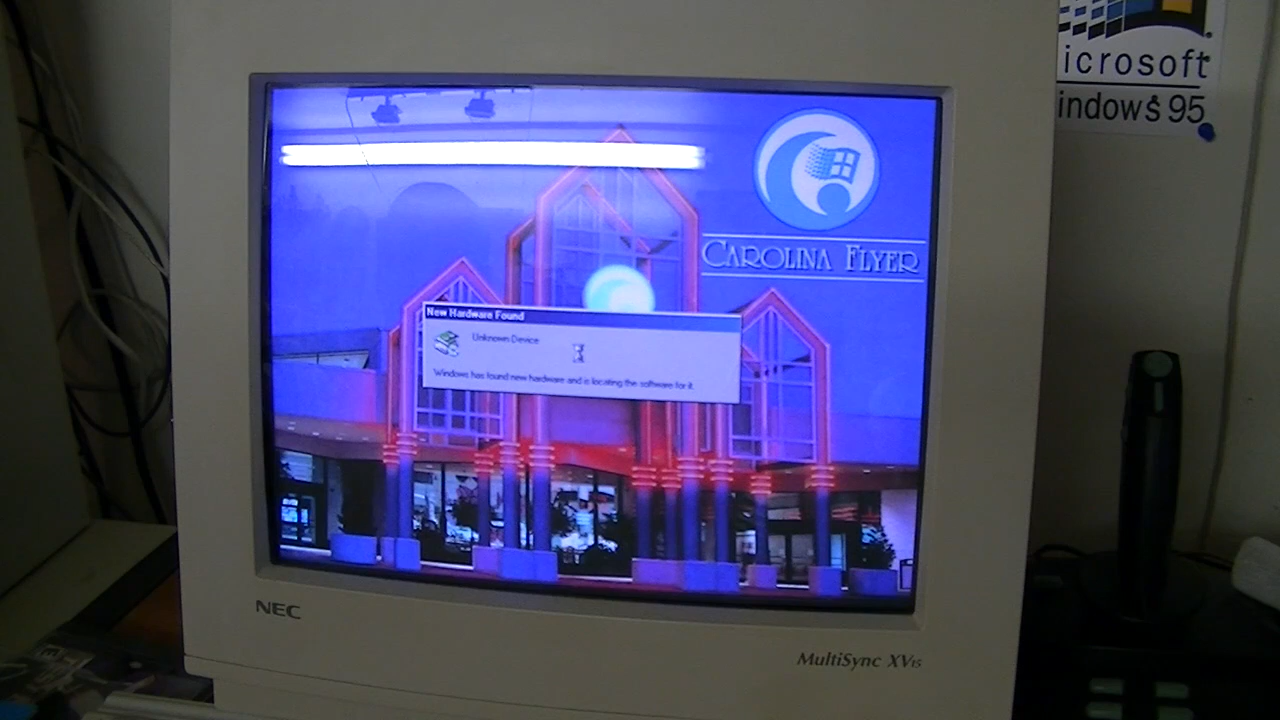 icrosoft
indows 95
CAROLINA FLYER
New Hardware Found
Unknown Device
Windows has found new hardware and is locating the software for it.
NEC
MultiSync XV15